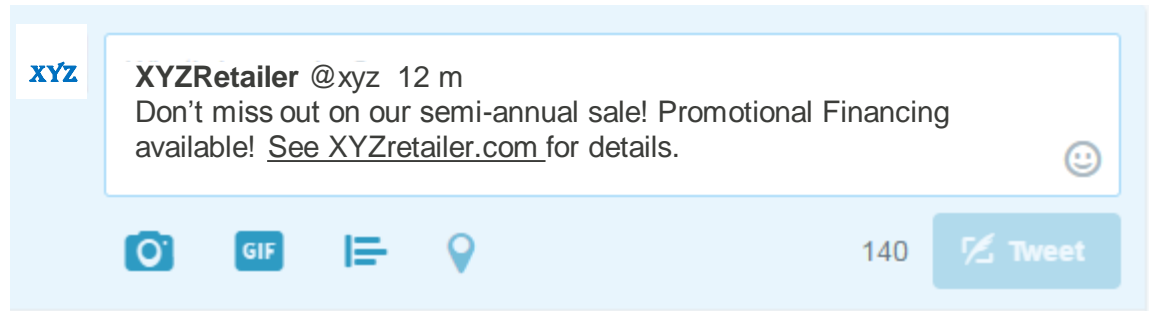 XYZ
XYZRetailer @xyz 12 m
Don’t miss out on our semi-annual sale! Promotional Financing
available! See XYZretailer.com for details.
GIF
140
Tweet